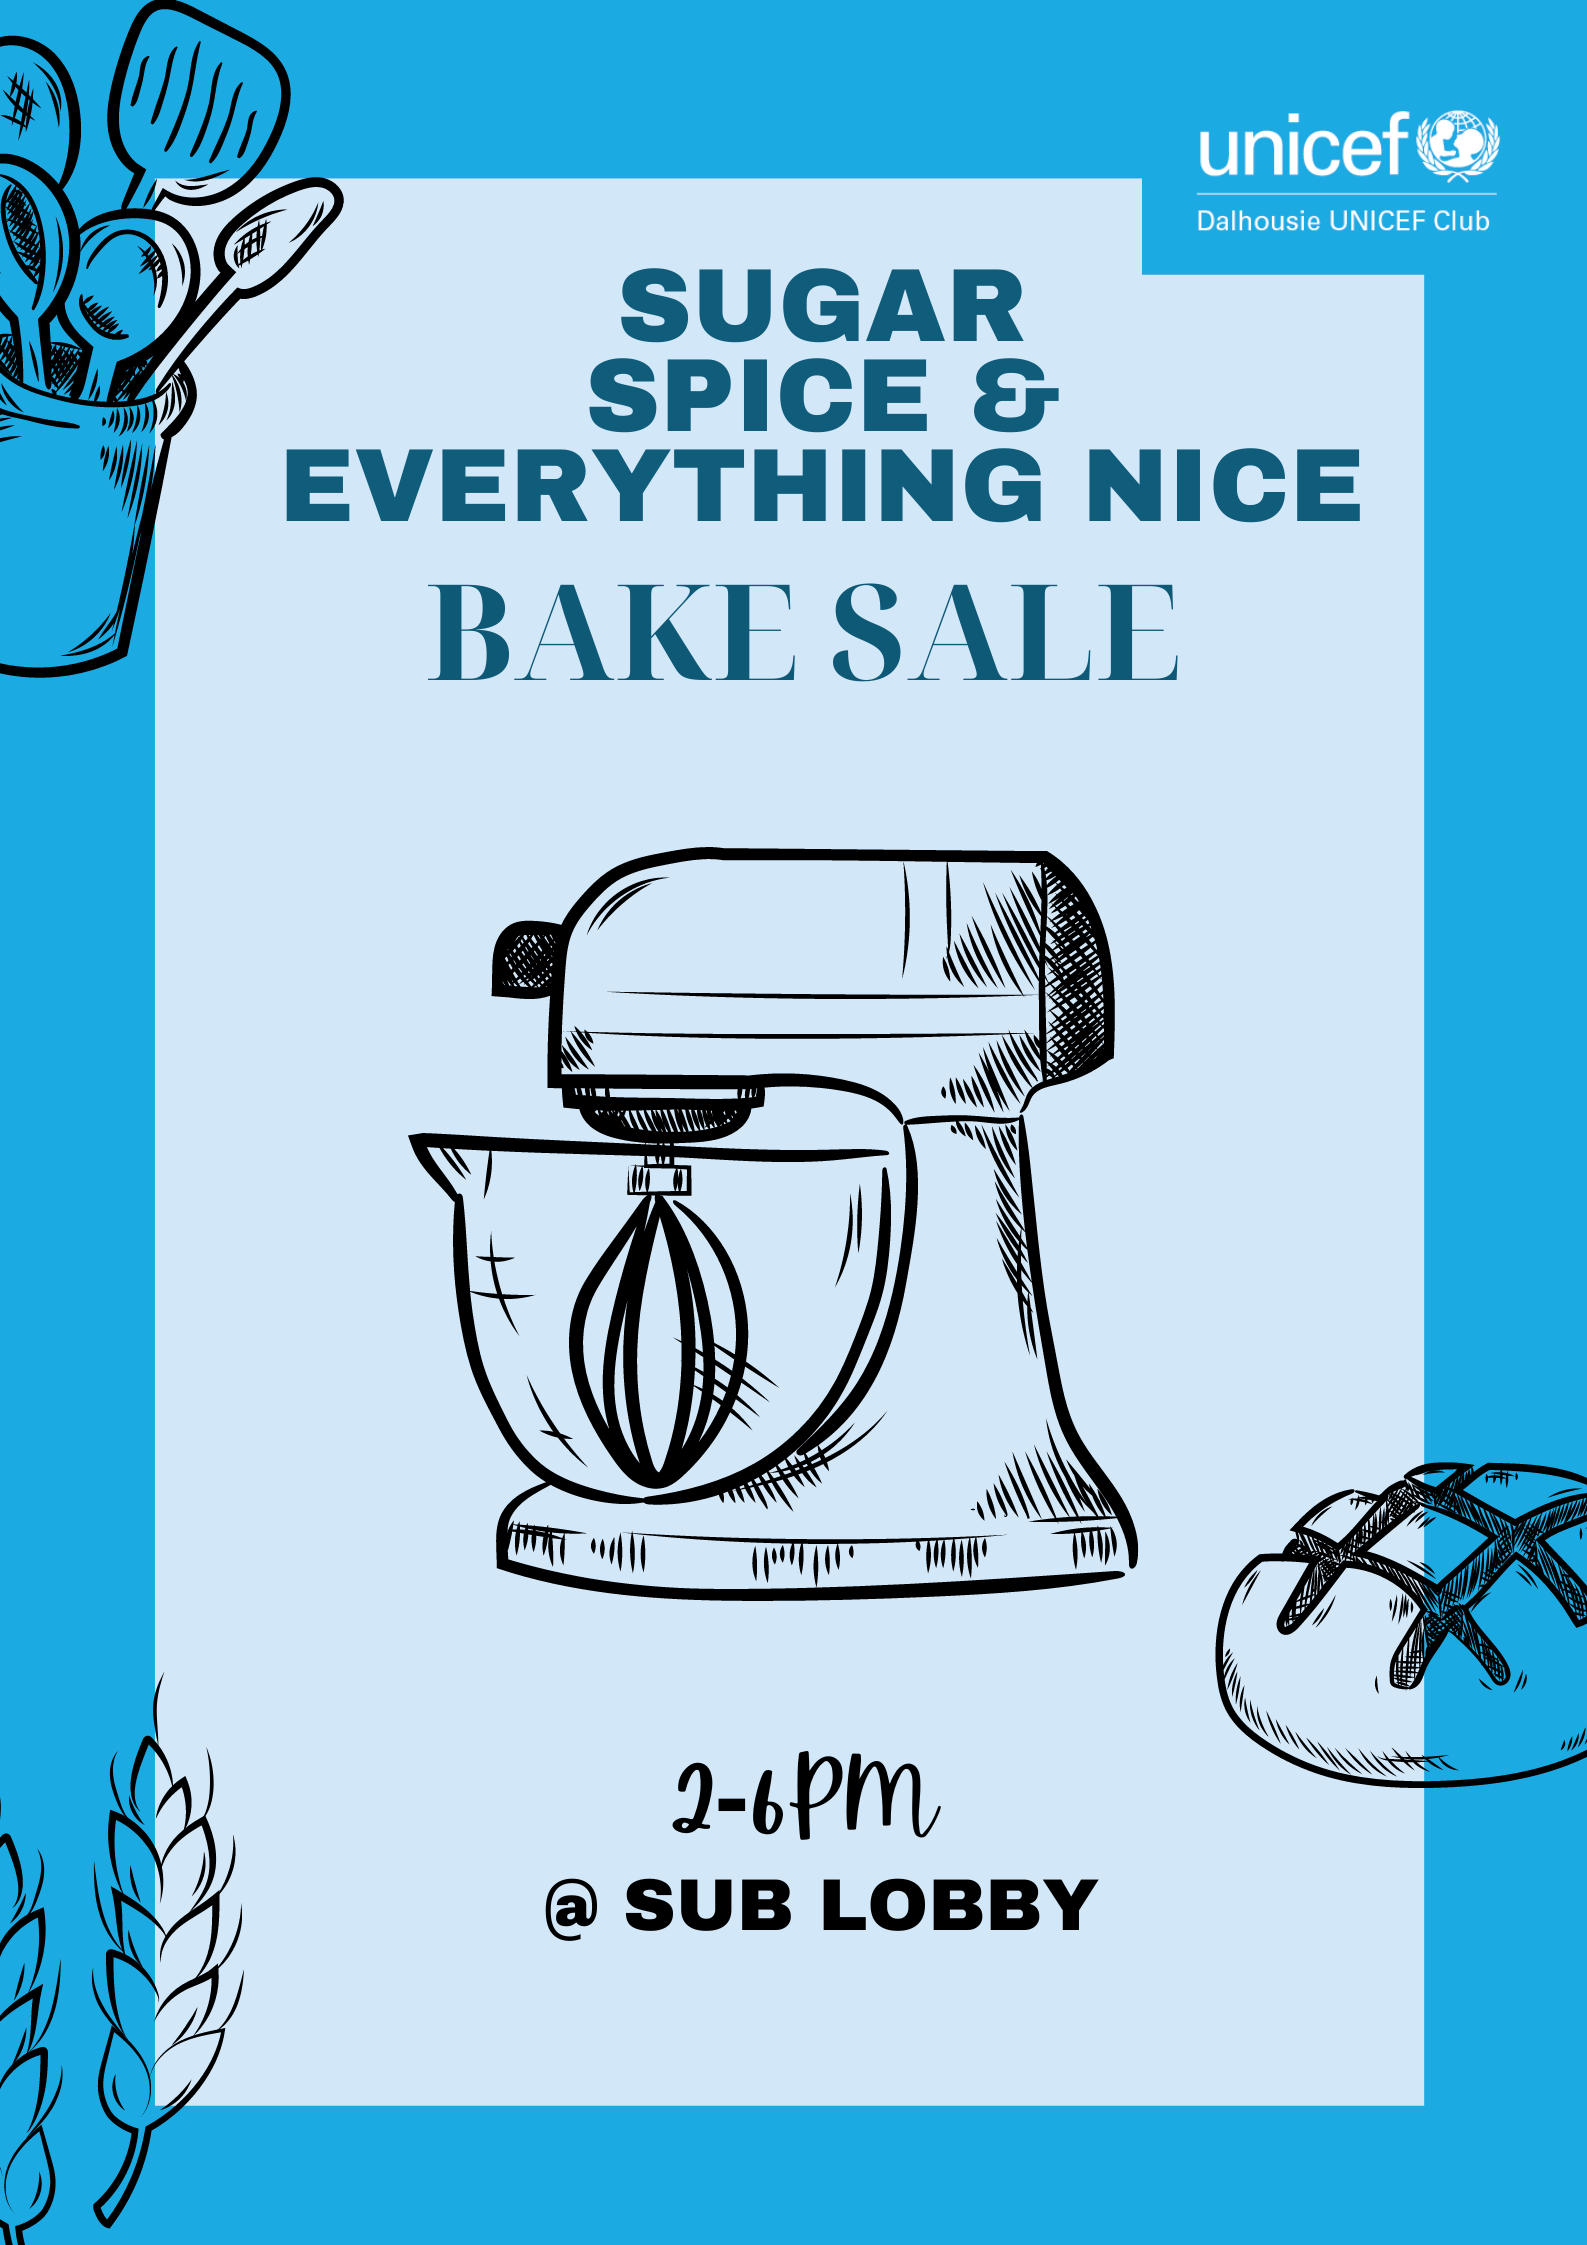 unicef
Dalhousie UNICEF Club
SUGAR
SPICE &
EVERYTHING NICE
BAKE SALE
2-6PM
@ SUB LOBBY